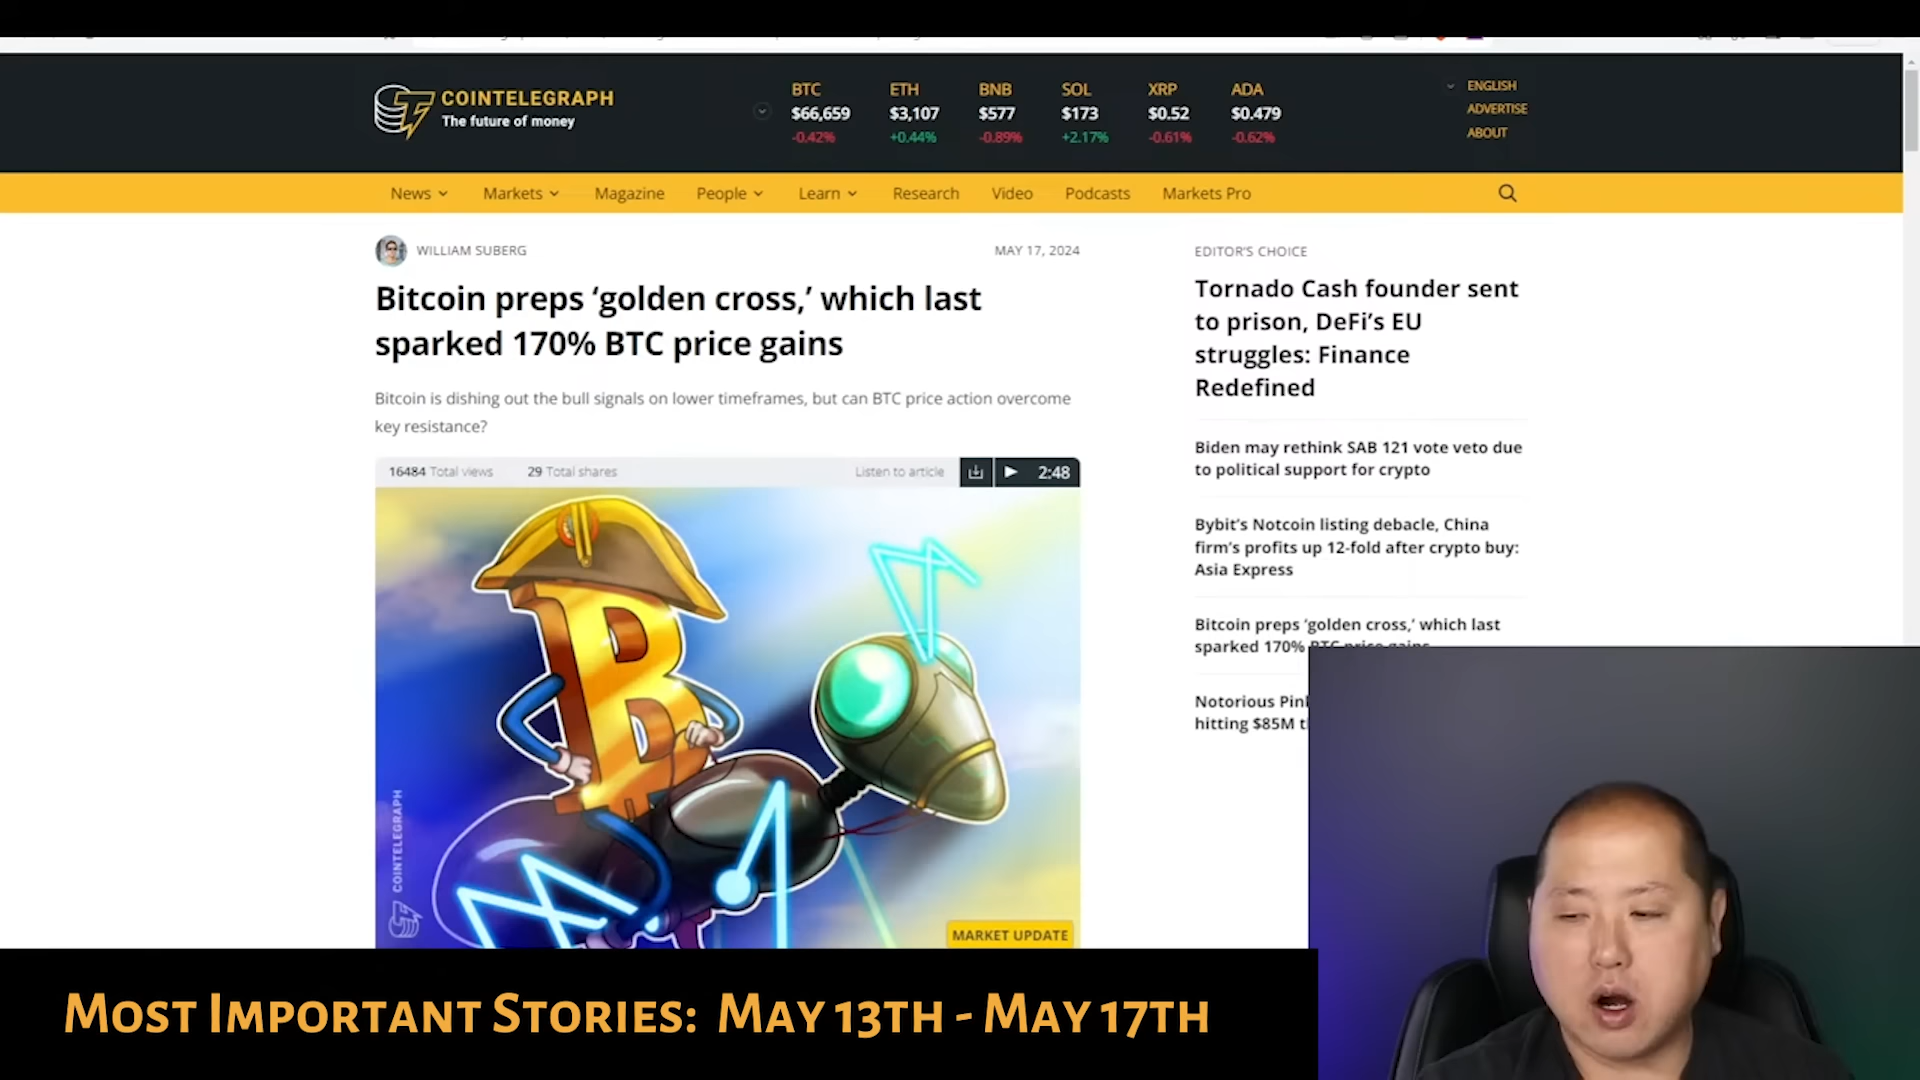 COINTELEGRAPH
The future of money
BTC
$66,659
-0.42%
ETH
$3,107
+0.44%
BNB
$577
-0.89%
SOL
$173
+2.17%
XRP
$0.52
-0.61%
ADA
$0.479
-0.62%
ENGLISH
ADVERTISE
ABOUT
News
Markets
Magazine
People
Learn
Research
Video
Podcasts
Markets Pro
WILLIAM SUBERG
MAY 17, 2024
Bitcoin preps ‘golden cross,’ which last
sparked 170% BTC price gains
Bitcoin is dishing out the bull signals on lower timeframes, but can BTC price action overcome
key resistance?
16484 Total views
29 Total shares
Listen to article
2:48
COINTELEGRAPH
MARKET UPDATE
EDITOR'S CHOICE
Tornado Cash founder sent
to prison, DeFi’s EU
struggles: Finance
Redefined
Biden may rethink SAB 121 vote veto due
to political support for crypto
Bybit’s Notcoin listing debacle, China
firm’s profits up 12-fold after crypto buy:
Asia Express
Bitcoin preps ‘golden cross,’ which last
sparked 170% BTC price gains
Notorious
hitting $85M
MOST IMPORTANT STORIES: MAY 13TH - MAY 17TH